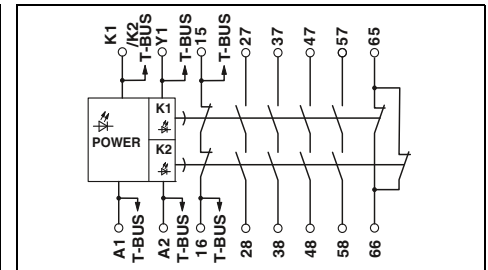 K1
/K2
T-BUS
Y1
T-BUS
15
T-BUS
27
37
47
57
65
POWER
K1
K2
A1
T-BUS
A2
T-BUS
16
T-BUS
28
38
48
58
66